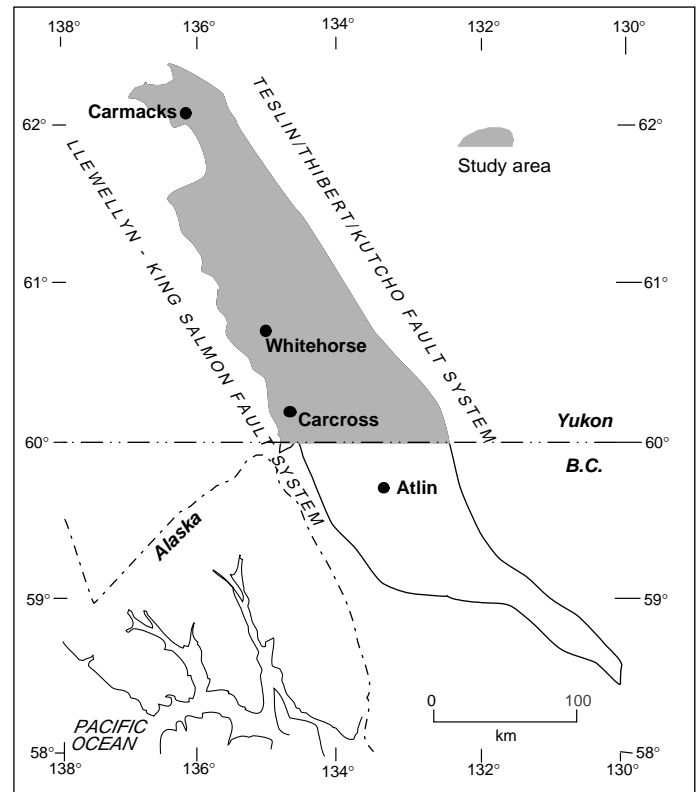 138° 136° 134° 132° 130°
TESLIN/THIBERT/KUTCHO FAULT SYSTEM
Carmacks
62° 62°
Study area
LLEWELLYN - KING SALMON FAULT SYSTEM
61° 61°
Whitehorse
Carcross
Yukon
60° 60°
B.C.
Atlin
Alaska
59° 59°
0 100
km
PACIFIC
OCEAN
58° 58°
138° 136° 134° 132° 130°